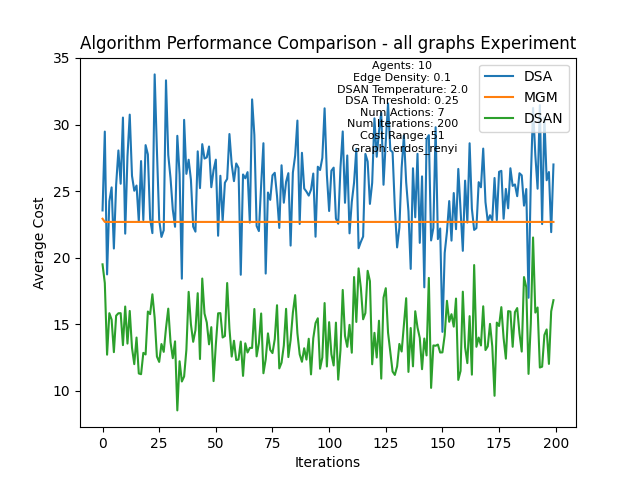 Algorithm Performance Comparison - all graphs Experiment
Agents: 10
Edge Density: 0.1
DSAN Temperature: 2.0
DSA Threshold: 0.25
Num Actions: 7
Num Iterations: 200
Cost Range: 51
Graph: erdos_renyi
DSA
MGM
DSAN
Average Cost
35
30
25
20
15
10
0
25
50
75
100
125
150
175
200
Iterations